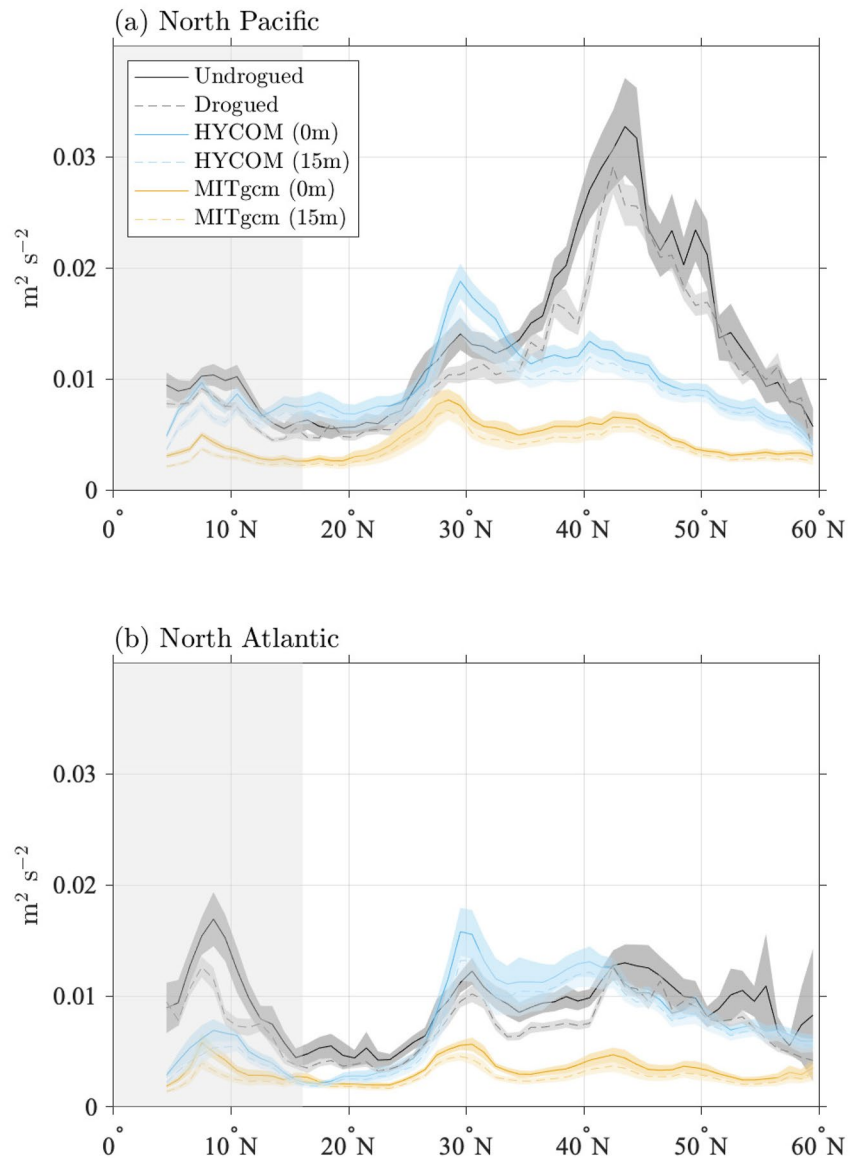 (a) North Pacific
Undrogued
Drogued
HYCOM (0m)
HYCOM (15m)
MITgcm (0m)
MITgcm (15m)
0.03
0.02
0.01
0
m² s⁻²
0° 10°N 20°N 30°N 40°N 50°N 60°N
(b) North Atlantic
0.03
0.02
0.01
0
m² s⁻²
0° 10°N 20°N 30°N 40°N 50°N 60°N